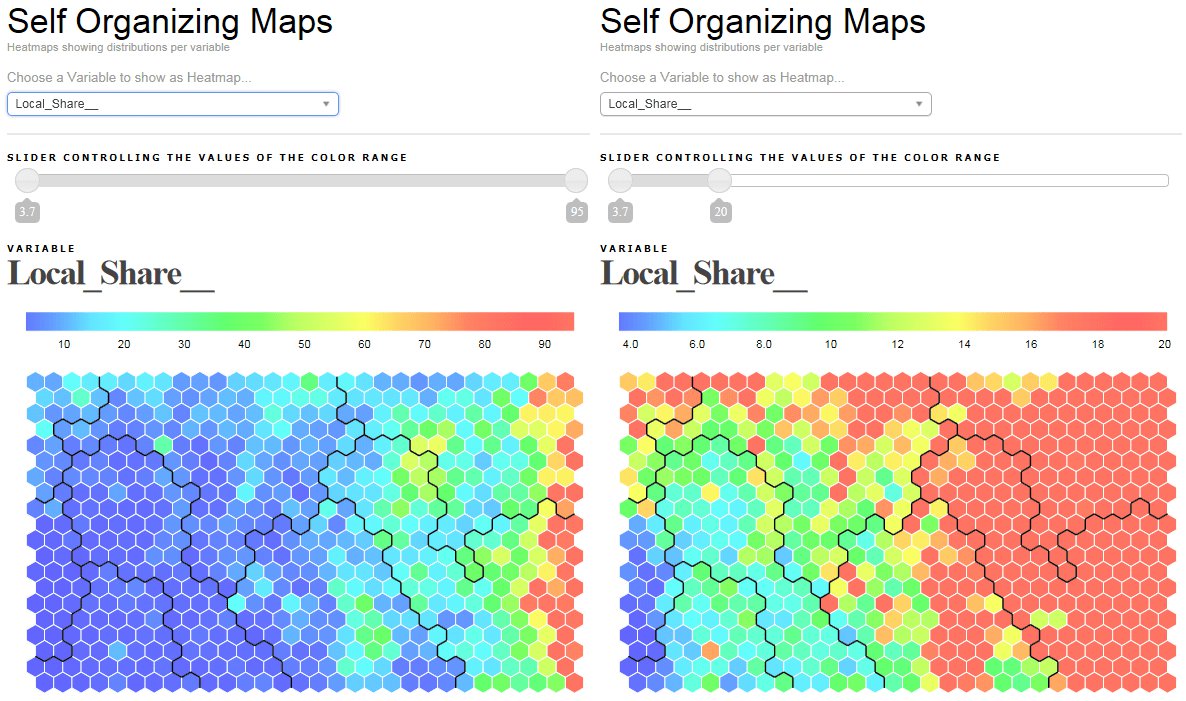 Self Organizing Maps
Heatmaps showing distributions per variable
Choose a Variable to show as Heatmap...
Local_Share__
SLIDER CONTROLLING THE VALUES OF THE COLOR RANGE
3.7 95
VARIABLE
Local_Share__
10 20 30 40 50 60 70 80 90
Self Organizing Maps
Heatmaps showing distributions per variable
Choose a Variable to show as Heatmap...
Local_Share__
SLIDER CONTROLLING THE VALUES OF THE COLOR RANGE
3.7 20
VARIABLE
Local_Share__
4.0 6.0 8.0 10 12 14 16 18 20